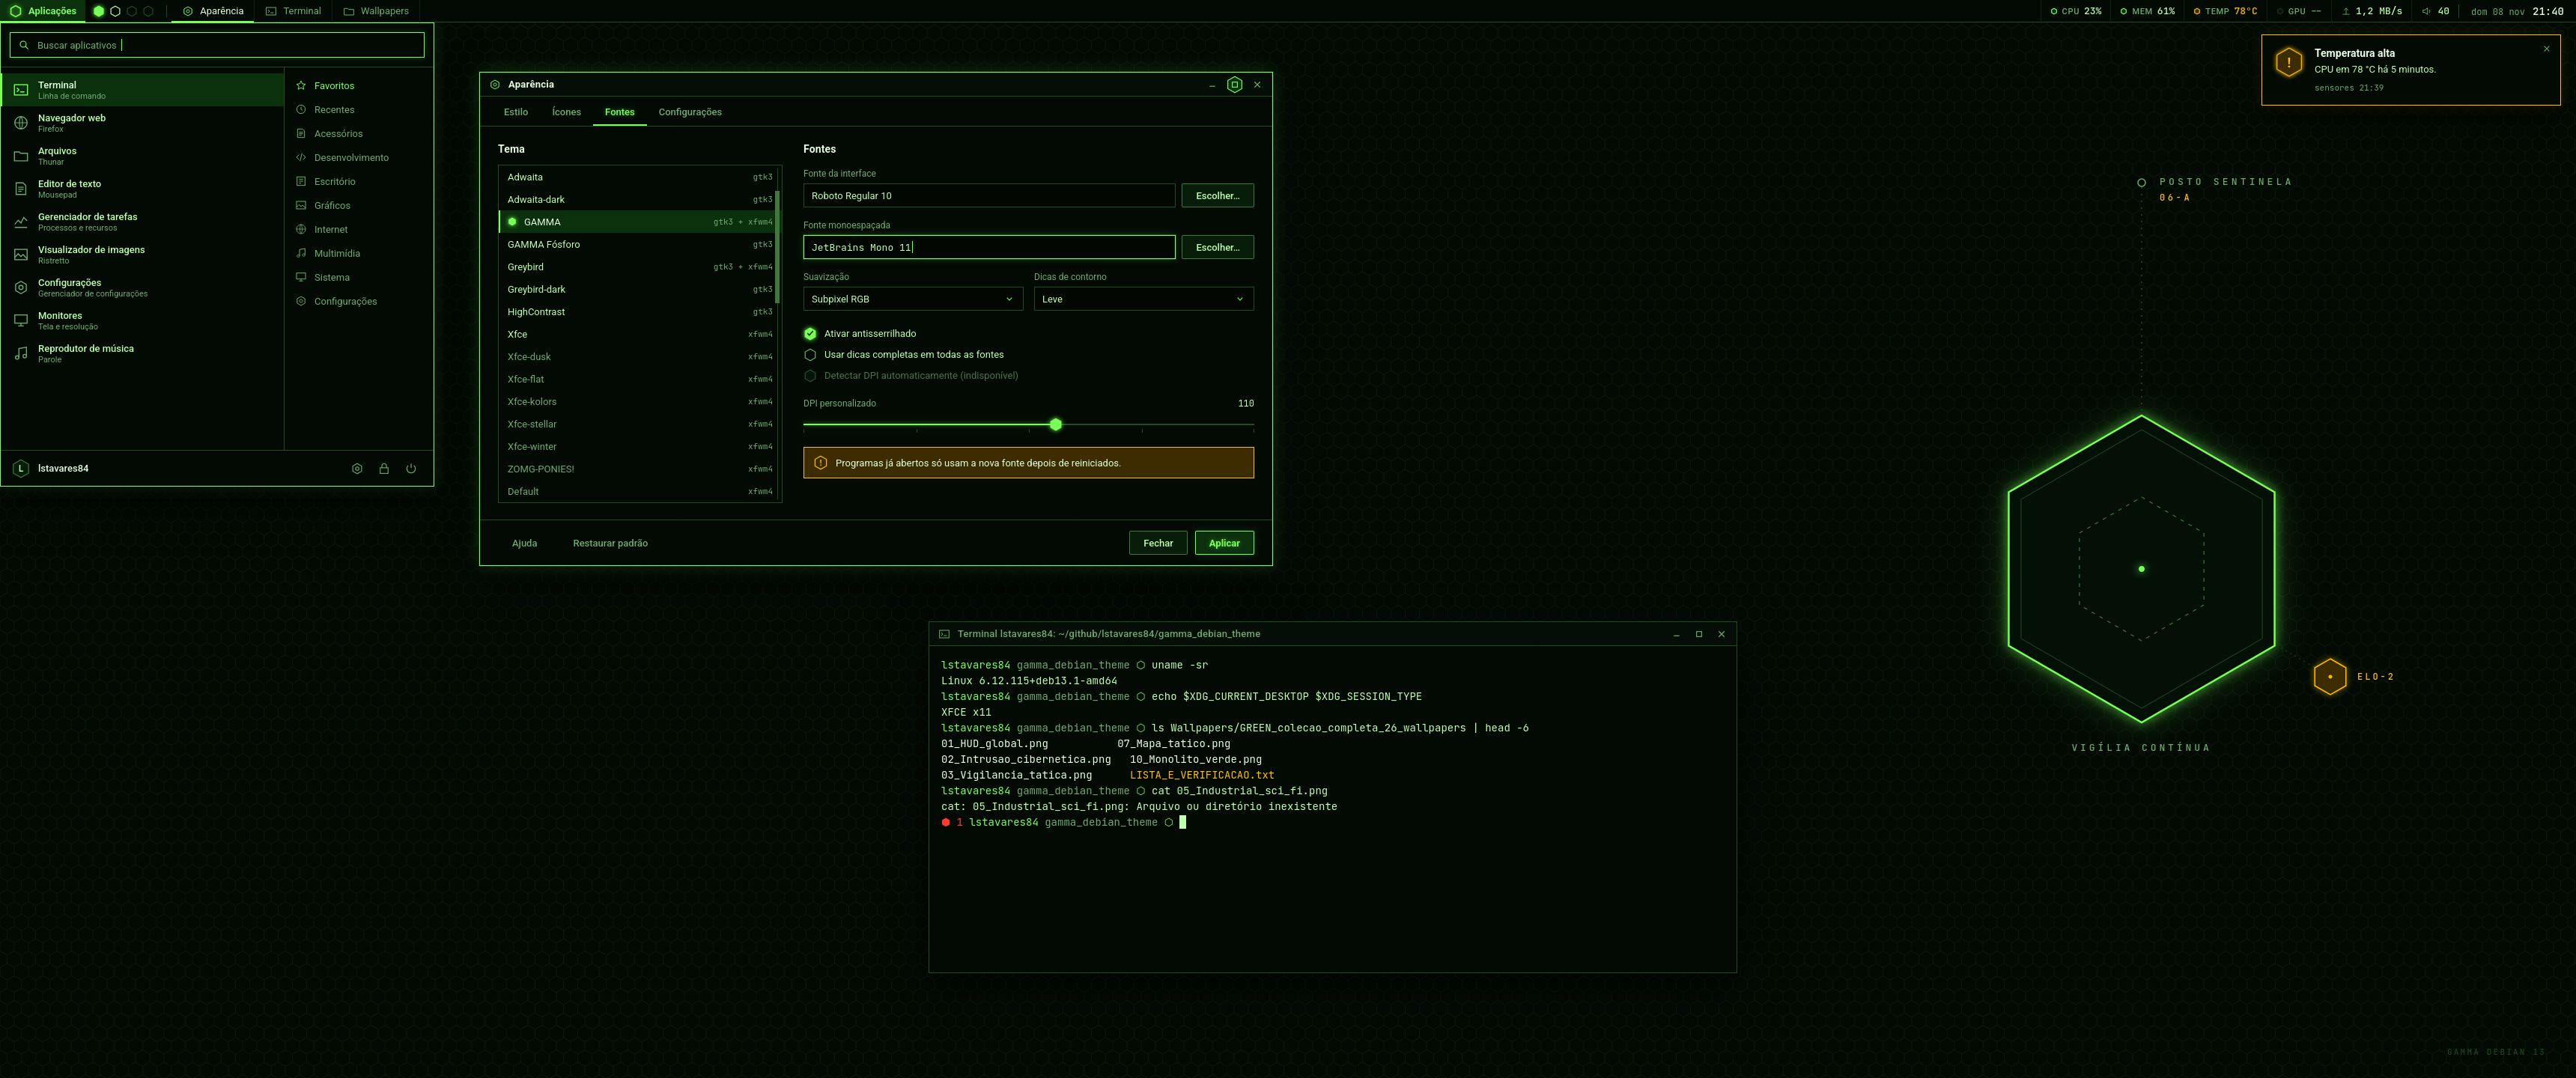 Aplicações
Aparência
Terminal
Wallpapers
CPU 23%
MEM 61%
TEMP 78°C
GPU --
1,2 MB/s
40
dom 08 nov 21:40
Buscar aplicativos
Terminal
Linha de comando
Navegador web
Firefox
Arquivos
Thunar
Editor de texto
Mousepad
Gerenciador de tarefas
Processos e recursos
Visualizador de imagens
Ristretto
Configurações
Gerenciador de configurações
Monitores
Tela e resolução
Reprodutor de música
Parole
Favoritos
Recentes
Acessórios
Desenvolvimento
Escritório
Gráficos
Internet
Multimídia
Sistema
Configurações
L lstavares84
Aparência
Estilo Ícones Fontes Configurações
Tema
Adwaita gtk3
Adwaita-dark gtk3
GAMMA gtk3 + xfwm4
GAMMA Fósforo gtk3
Greybird gtk3 + xfwm4
Greybird-dark gtk3
HighContrast gtk3
Xfce xfwm4
Xfce-dusk xfwm4
Xfce-flat xfwm4
Xfce-kolors xfwm4
Xfce-stellar xfwm4
Xfce-winter xfwm4
ZOMG-PONIES! xfwm4
Default xfwm4
Fontes
Fonte da interface
Roboto Regular 10 Escolher…
Fonte monoespaçada
JetBrains Mono 11 Escolher…
Suavização Dicas de contorno
Subpixel RGB Leve
Ativar antisserrilhado
Usar dicas completas em todas as fontes
Detectar DPI automaticamente (indisponível)
DPI personalizado 110
! Programas já abertos só usam a nova fonte depois de reiniciados.
Ajuda Restaurar padrão Fechar Aplicar
Terminal lstavares84: ~/github/lstavares84/gamma_debian_theme
lstavares84 gamma_debian_theme ⬡ uname -sr
Linux 6.12.115+deb13.1-amd64
lstavares84 gamma_debian_theme ⬡ echo $XDG_CURRENT_DESKTOP $XDG_SESSION_TYPE
XFCE x11
lstavares84 gamma_debian_theme ⬡ ls Wallpapers/GREEN_colecao_completa_26_wallpapers | head -6
01_HUD_global.png 07_Mapa_tatico.png
02_Intrusao_cibernetica.png 10_Monolito_verde.png
03_Vigilancia_tatica.png LISTA_E_VERIFICACAO.txt
lstavares84 gamma_debian_theme ⬡ cat 05_Industrial_sci_fi.png
cat: 05_Industrial_sci_fi.png: Arquivo ou diretório inexistente
⬢ 1 lstavares84 gamma_debian_theme ⬡
!
Temperatura alta
CPU em 78 °C há 5 minutos.
sensores 21:39
POSTO SENTINELA
06-A
ELO-2
VIGÍLIA CONTÍNUA
GAMMA DEBIAN 13